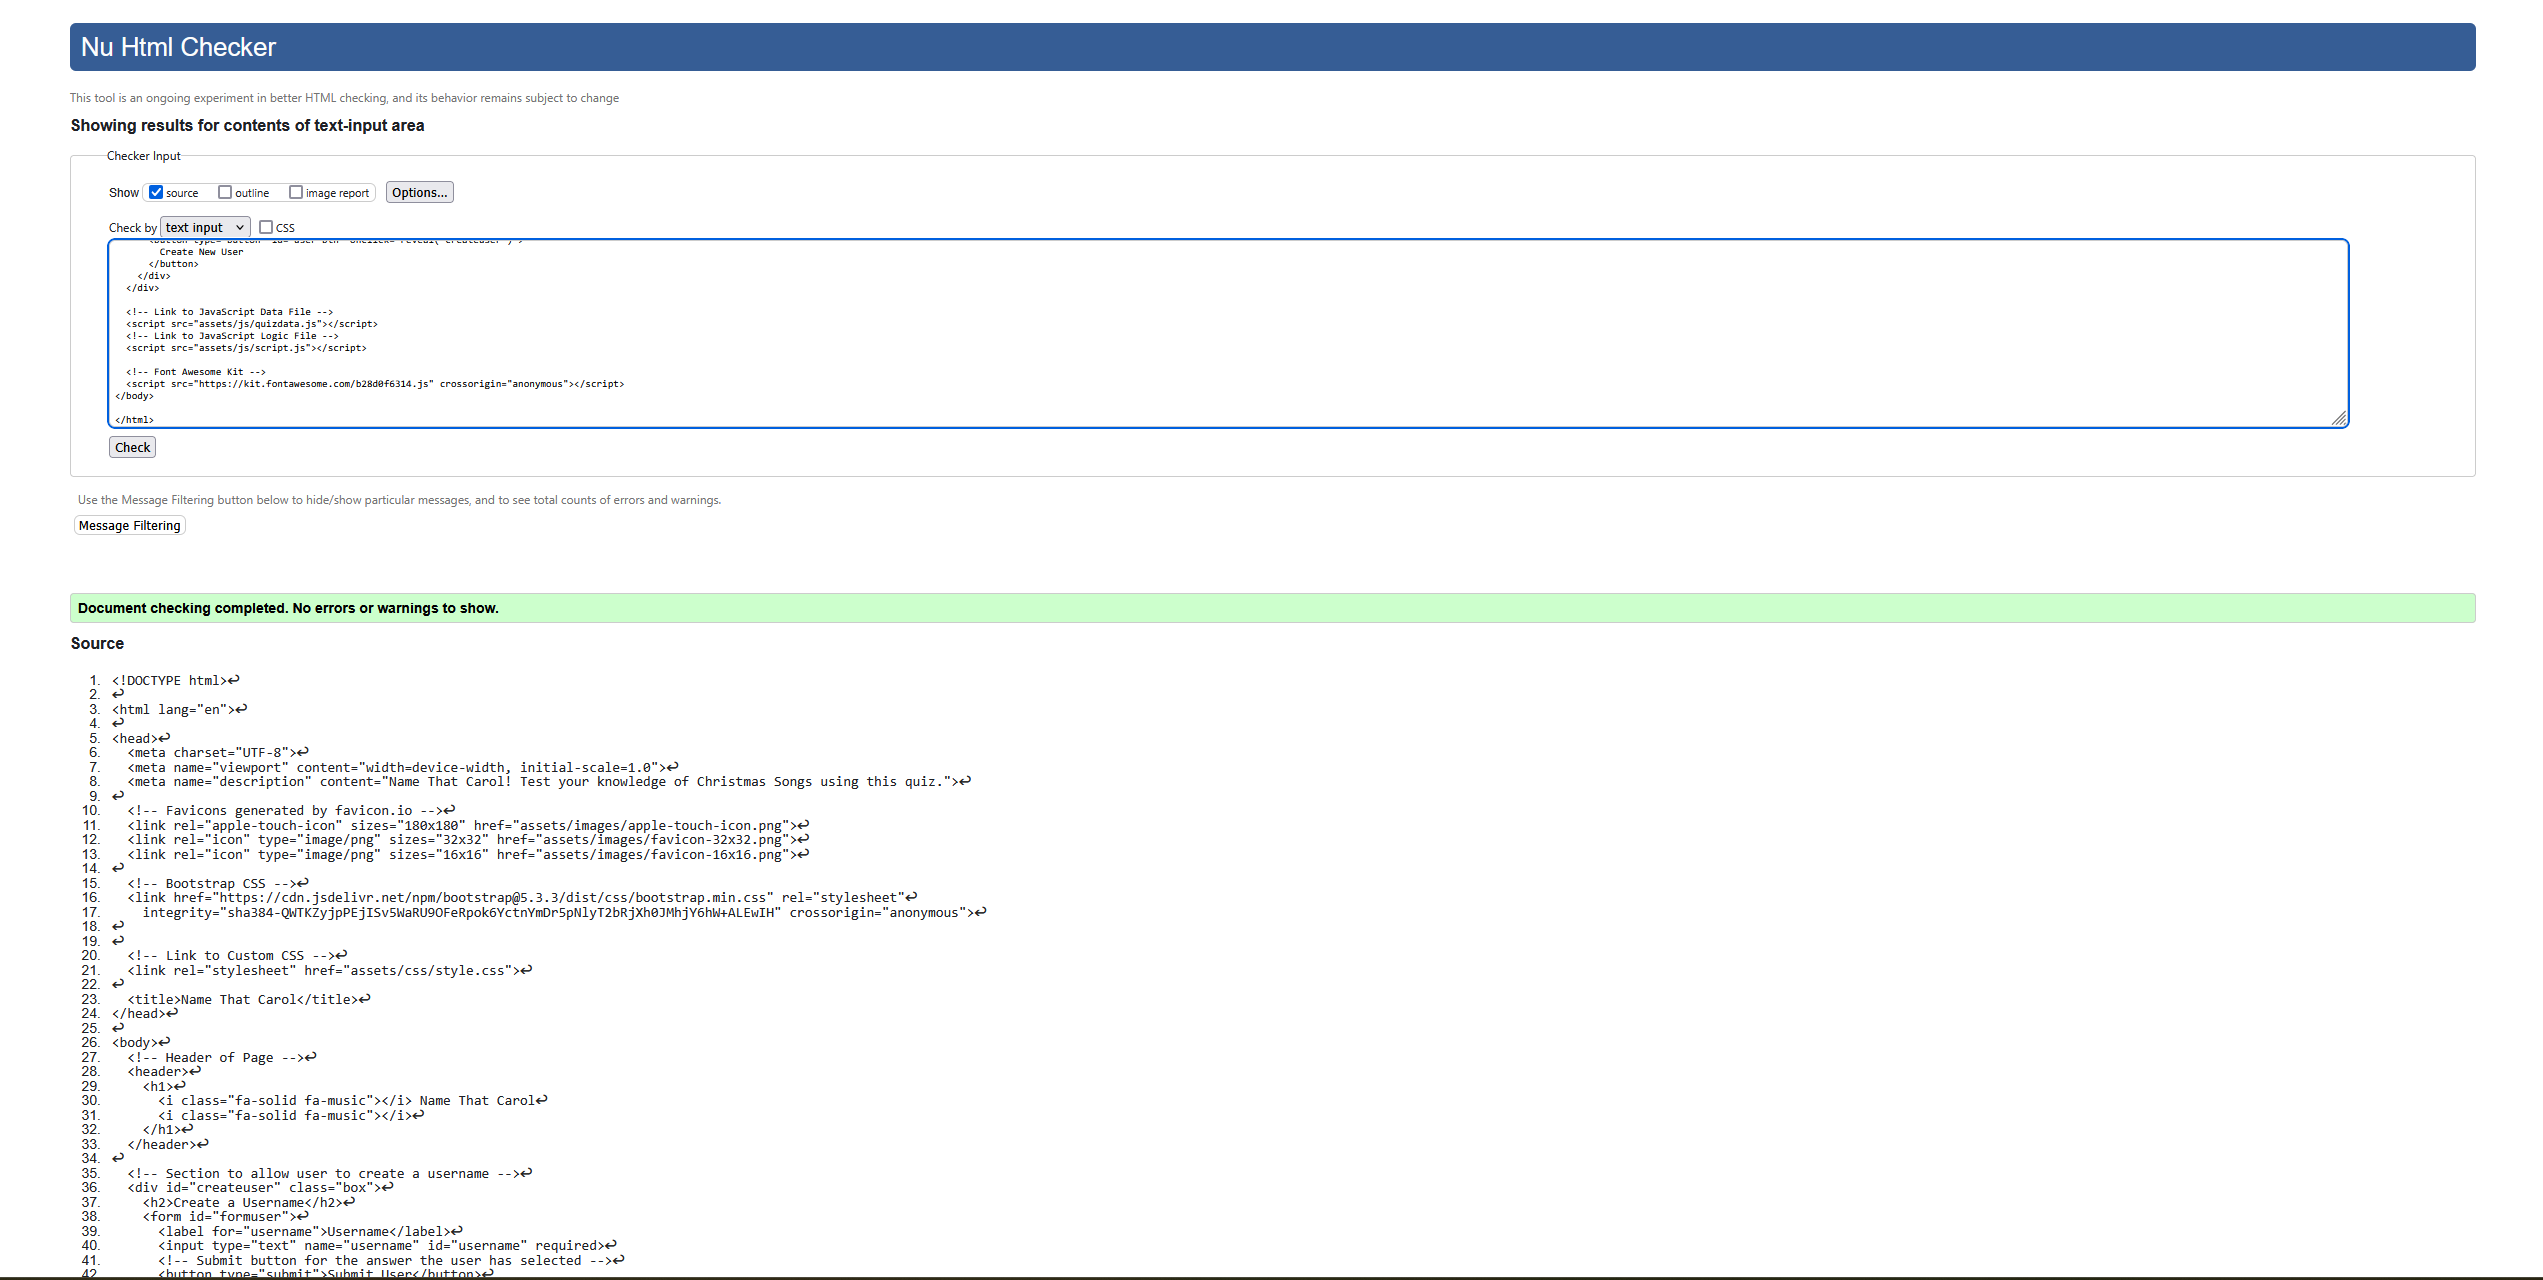 Nu Html Checker
This tool is an ongoing experiment in better HTML checking, and its behavior remains subject to change
Showing results for contents of text-input area
Checker Input
Show source outline image report Options...
Check by text input CSS
<button type="button" id="user-btn" onclick="reveal('createuser')">
Create New User
</button>
</div>
</div>
<!-- Link to JavaScript Data File -->
<script src="assets/js/quizdata.js"></script>
<!-- Link to JavaScript Logic File -->
<script src="assets/js/script.js"></script>
<!-- Font Awesome Kit -->
<script src="https://kit.fontawesome.com/b28d0f6314.js" crossorigin="anonymous"></script>
</body>
</html>
Check
Use the Message Filtering button below to hide/show particular messages, and to see total counts of errors and warnings.
Message Filtering
Document checking completed. No errors or warnings to show.
Source
1. <!DOCTYPE html>↩
2. ↩
3. <html lang="en">↩
4. ↩
5. <head>↩
6. <meta charset="UTF-8">↩
7. <meta name="viewport" content="width=device-width, initial-scale=1.0">↩
8. <meta name="description" content="Name That Carol! Test your knowledge of Christmas Songs using this quiz.">↩
9. ↩
10. <!-- Favicons generated by favicon.io -->↩
11. <link rel="apple-touch-icon" sizes="180x180" href="assets/images/apple-touch-icon.png">↩
12. <link rel="icon" type="image/png" sizes="32x32" href="assets/images/favicon-32x32.png">↩
13. <link rel="icon" type="image/png" sizes="16x16" href="assets/images/favicon-16x16.png">↩
14. ↩
15. <!-- Bootstrap CSS -->↩
16. <link href="https://cdn.jsdelivr.net/npm/bootstrap@5.3.3/dist/css/bootstrap.min.css" rel="stylesheet"↩
17. integrity="sha384-QWTKZyjpPEjISv5WaRU9OFeRpok6YctnYmDr5pNlyT2bRjXh0JMhjY6hW+ALEwIH" crossorigin="anonymous">↩
18. ↩
19. ↩
20. <!-- Link to Custom CSS -->↩
21. <link rel="stylesheet" href="assets/css/style.css">↩
22. ↩
23. <title>Name That Carol</title>↩
24. </head>↩
25. ↩
26. <body>↩
27. <!-- Header of Page -->↩
28. <header>↩
29. <h1>↩
30. <i class="fa-solid fa-music"></i> Name That Carol↩
31. <i class="fa-solid fa-music"></i>↩
32. </h1>↩
33. </header>↩
34. ↩
35. <!-- Section to allow user to create a username -->↩
36. <div id="createuser" class="box">↩
37. <h2>Create a Username</h2>↩
38. <form id="formuser">↩
39. <label for="username">Username</label>↩
40. <input type="text" name="username" id="username" required>↩
41. <!-- Submit button for the answer the user has selected -->↩
42. <button type="submit">Submit User</button>↩